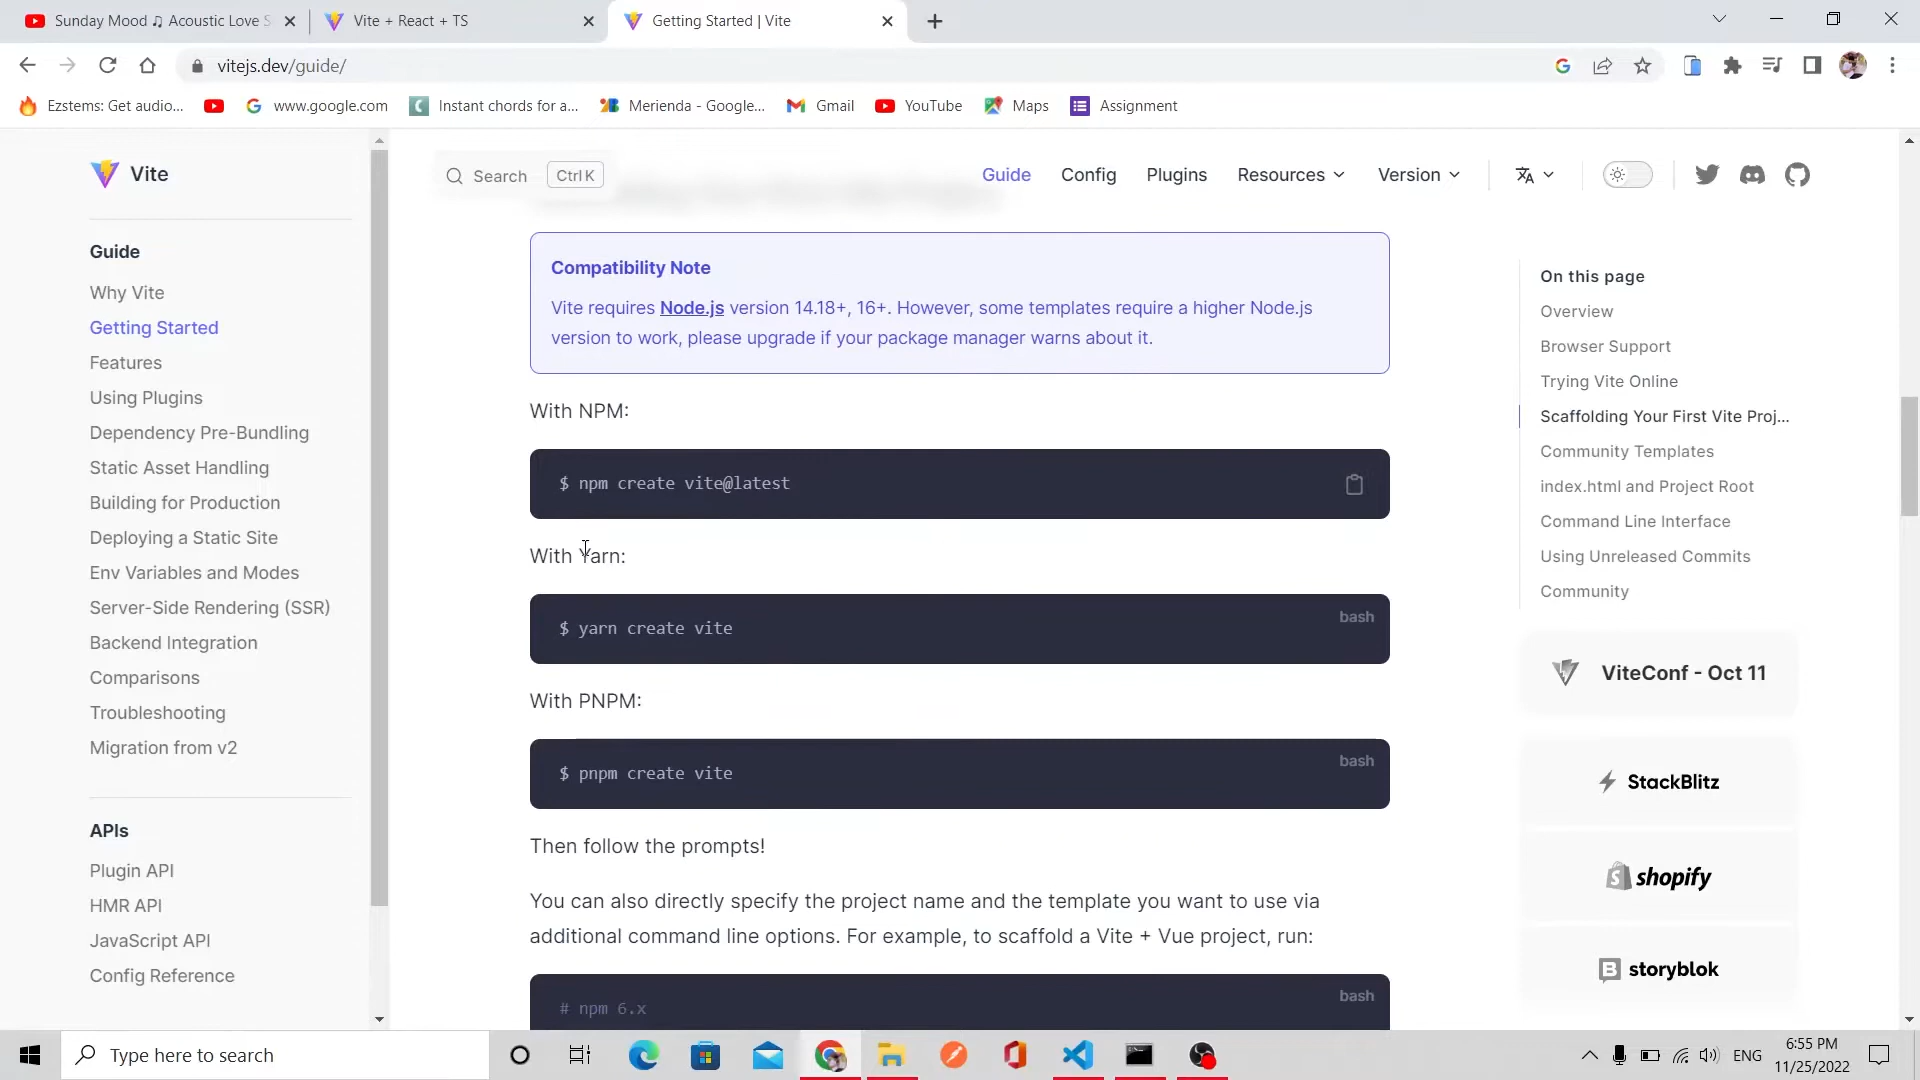 Sunday Mood ♫ Acoustic Love S
Vite + React + TS
Getting Started | Vite
vitejs.dev/guide/
Ezstems: Get audio...
www.google.com
Instant chords for a...
Merienda - Google...
Gmail
YouTube
Maps
Assignment
Vite
Search
Ctrl K
Guide
Config
Plugins
Resources
Version
Guide
Why Vite
Getting Started
Features
Using Plugins
Dependency Pre-Bundling
Static Asset Handling
Building for Production
Deploying a Static Site
Env Variables and Modes
Server-Side Rendering (SSR)
Backend Integration
Comparisons
Troubleshooting
Migration from v2
APIs
Plugin API
HMR API
JavaScript API
Config Reference
Compatibility Note
Vite requires Node.js version 14.18+, 16+. However, some templates require a higher Node.js
version to work, please upgrade if your package manager warns about it.
With NPM:
$ npm create vite@latest
With Yarn:
bash
$ yarn create vite
With PNPM:
bash
$ pnpm create vite
Then follow the prompts!
You can also directly specify the project name and the template you want to use via
additional command line options. For example, to scaffold a Vite + Vue project, run:
bash
# npm 6.x
On this page
Overview
Browser Support
Trying Vite Online
Scaffolding Your First Vite Proj...
Community Templates
index.html and Project Root
Command Line Interface
Using Unreleased Commits
Community
ViteConf - Oct 11
StackBlitz
shopify
storyblok
Type here to search
ENG
6:55 PM
11/25/2022